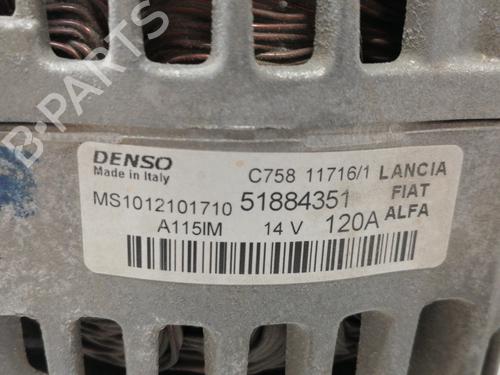 B-PARTS
DENSO
Made in Italy
C758 11716/1
LANCIA
MS1012101710 51884351
FIAT
A115IM 14 V 120A
ALFA